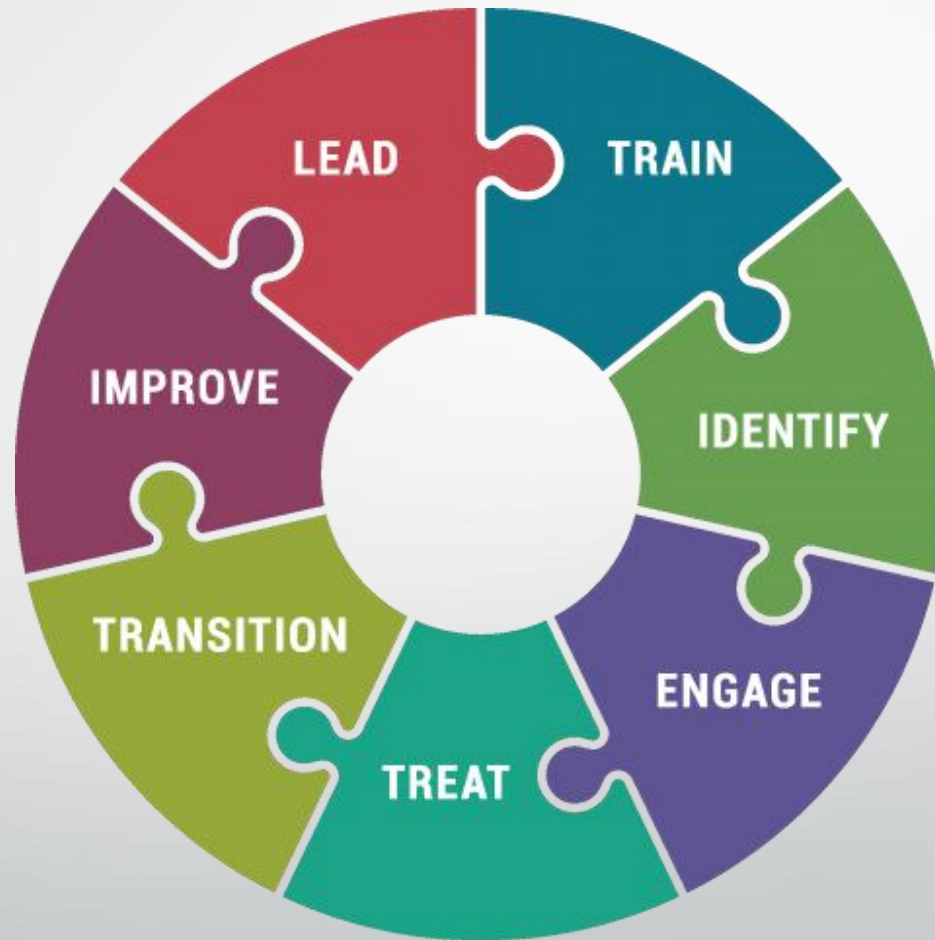 LEAD
TRAIN
IDENTIFY
ENGAGE
TREAT
TRANSITION
IMPROVE